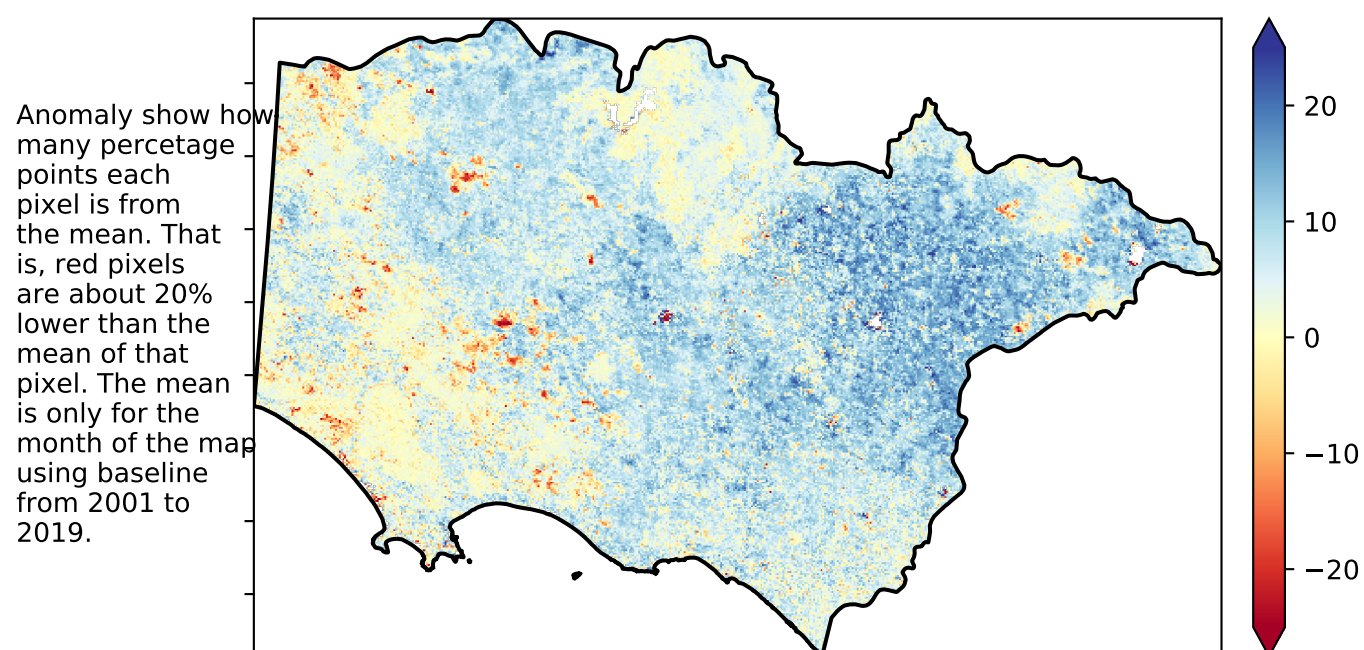 Anomaly show how
many percetage
points each
pixel is from
the mean. That
is, red pixels
are about 20%
lower than the
mean of that
pixel. The mean
is only for the
month of the map
using baseline
from 2001 to
2019.
20
10
0
−10
−20